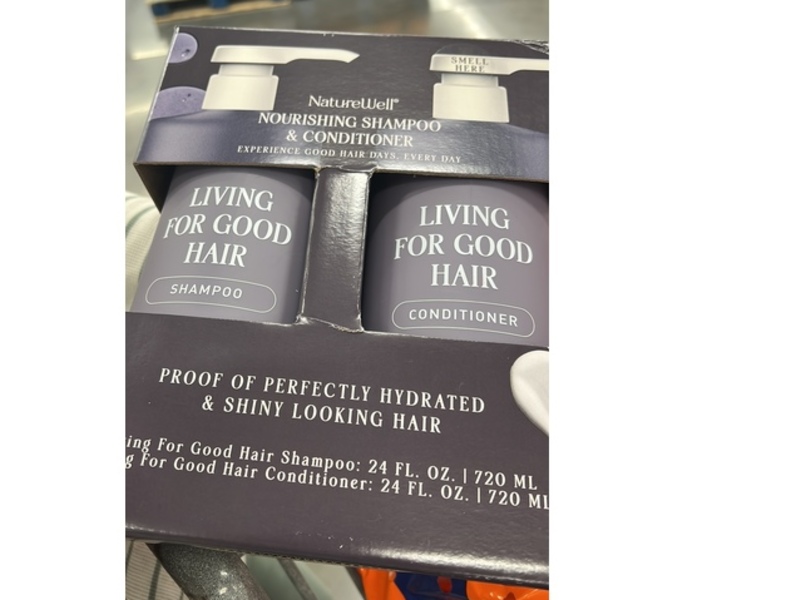 SMELL
HERE
NatureWell®
NOURISHING SHAMPOO
& CONDITIONER
EXPERIENCE GOOD HAIR DAYS, EVERY DAY
LIVING
FOR GOOD
HAIR
SHAMPOO
LIVING
FOR GOOD
HAIR
CONDITIONER
PROOF OF PERFECTLY HYDRATED
& SHINY LOOKING HAIR
ing For Good Hair Shampoo: 24 FL. OZ. | 720 ML
g For Good Hair Conditioner: 24 FL. OZ. | 720 ML